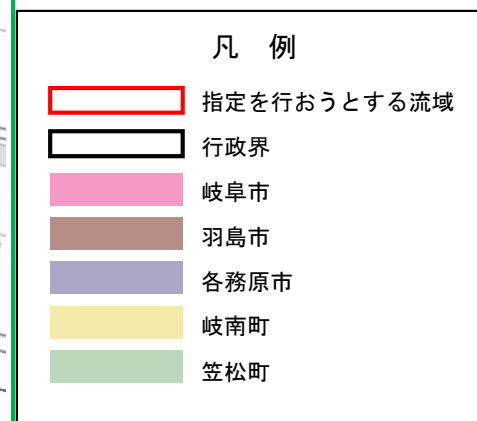 凡 例
指定を行おうとする流域
行政界
岐阜市
羽島市
各務原市
岐南町
笠松町